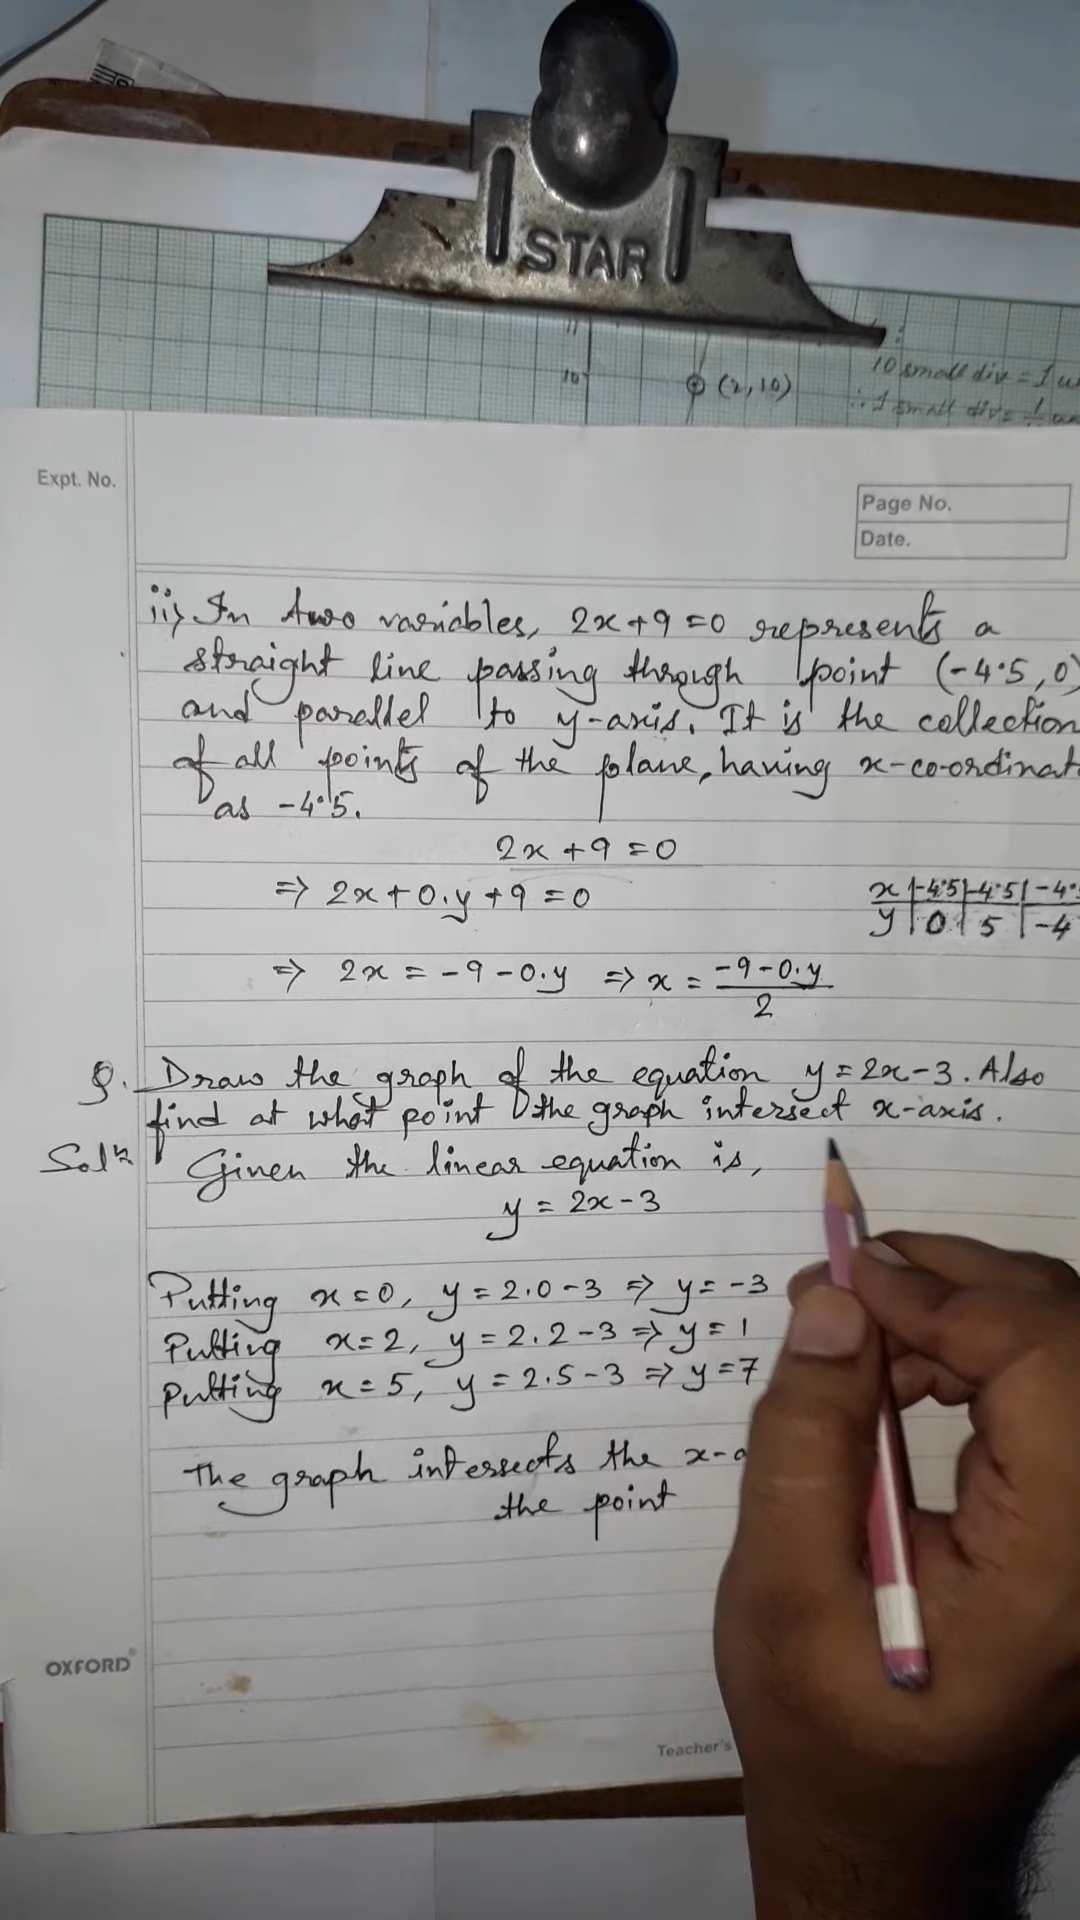 STAR
11
10
(2,10)
10 small div = 1
∴ 1 small div =
Expt. No.
Page No.
Date.
ii) In two variables, 2x+9=0 represents a
straight line passing through point (-4.5, 0)
and parallel to y-axis. It is the collection
of all points of the plane, having x-co-ordinat
as -4.5.
2x+9=0
⇒ 2x+0.y+9=0
x | -4.5 | -4.5 | -4.
y | 0 | 5 | -4
⇒ 2x = -9-0.y ⇒ x = -9-0.y / 2
Q. Draw the graph of the equation y=2x-3. Also
find at what point the graph intersect x-axis.
Solⁿ Given the linear equation is,
y = 2x-3
Putting x=0, y=2.0-3 ⇒ y=-3
Putting x=2, y=2.2-3 ⇒ y=1
Putting x=5, y=2.5-3 ⇒ y=7
The graph intersects the x-a
the point
OXFORD®
Teacher's